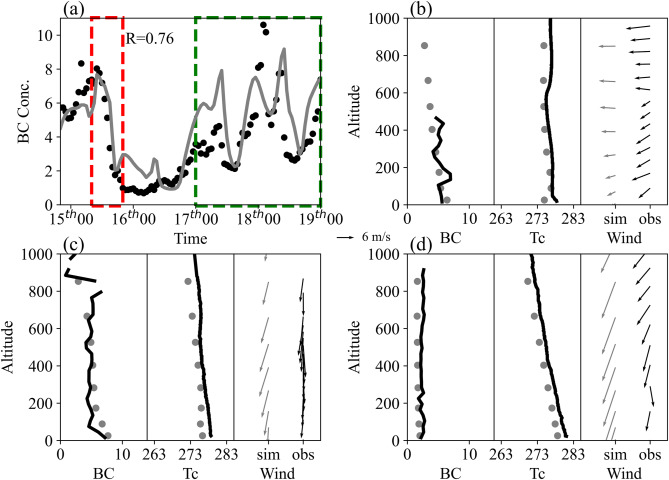 (a)
R=0.76
BC Conc.
10
8
6
4
2
0
15th00 16th00 17th00 18th00 19th00
Time
(b)
Altitude
1000
800
600
400
200
0
0 10 263 273 283 sim obs
BC Tc Wind
6 m/s
(c)
Altitude
1000
800
600
400
200
0
0 10 263 273 283 sim obs
BC Tc Wind
(d)
Altitude
1000
800
600
400
200
0
0 10 263 273 283 sim obs
BC Tc Wind